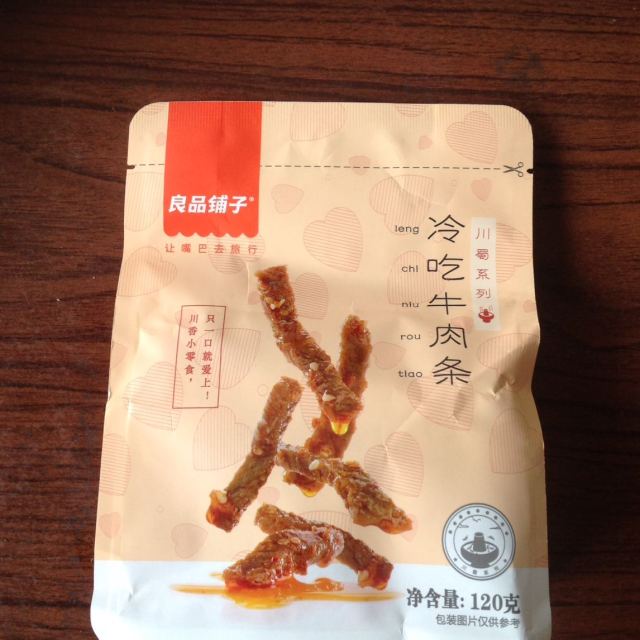 良品铺子®
让嘴巴去旅行
川蜀系列
冷吃牛肉条
leng
chi
niu
rou
tiao
川香小零食，
只一口就爱上！
净含量: 120克
包装图片仅供参考